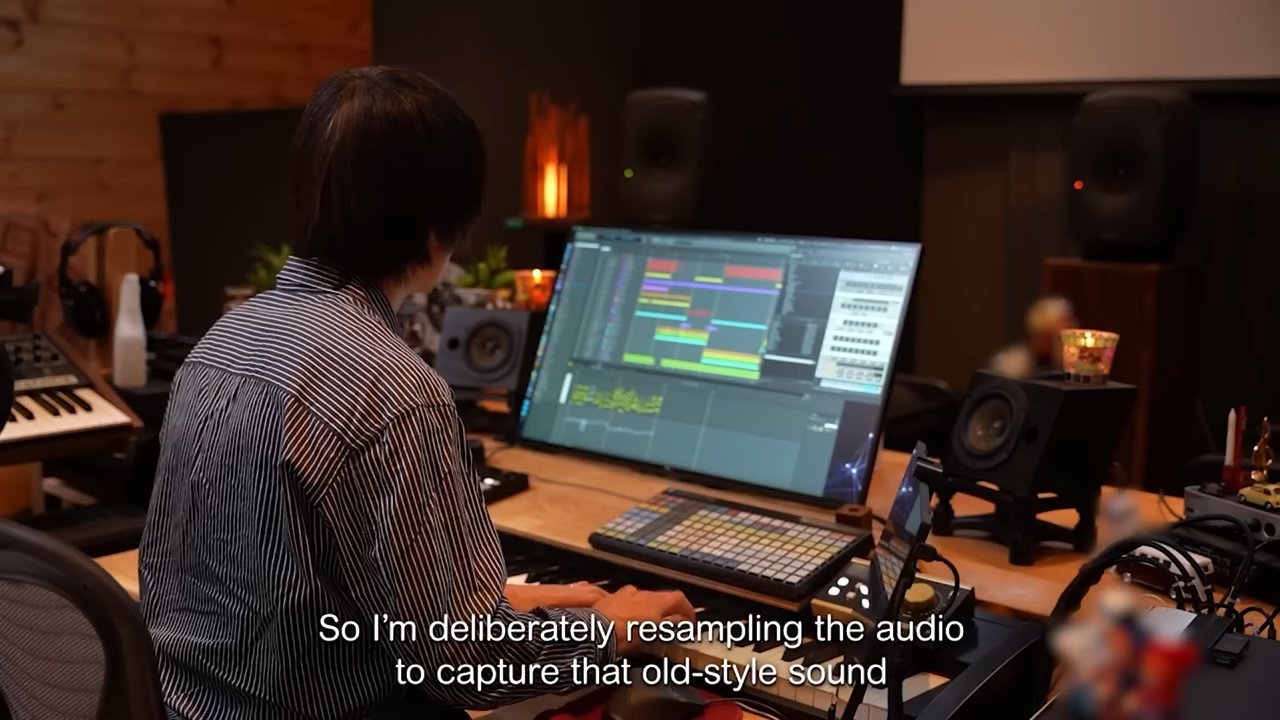 So I'm deliberately resampling the audio
to capture that old-style sound